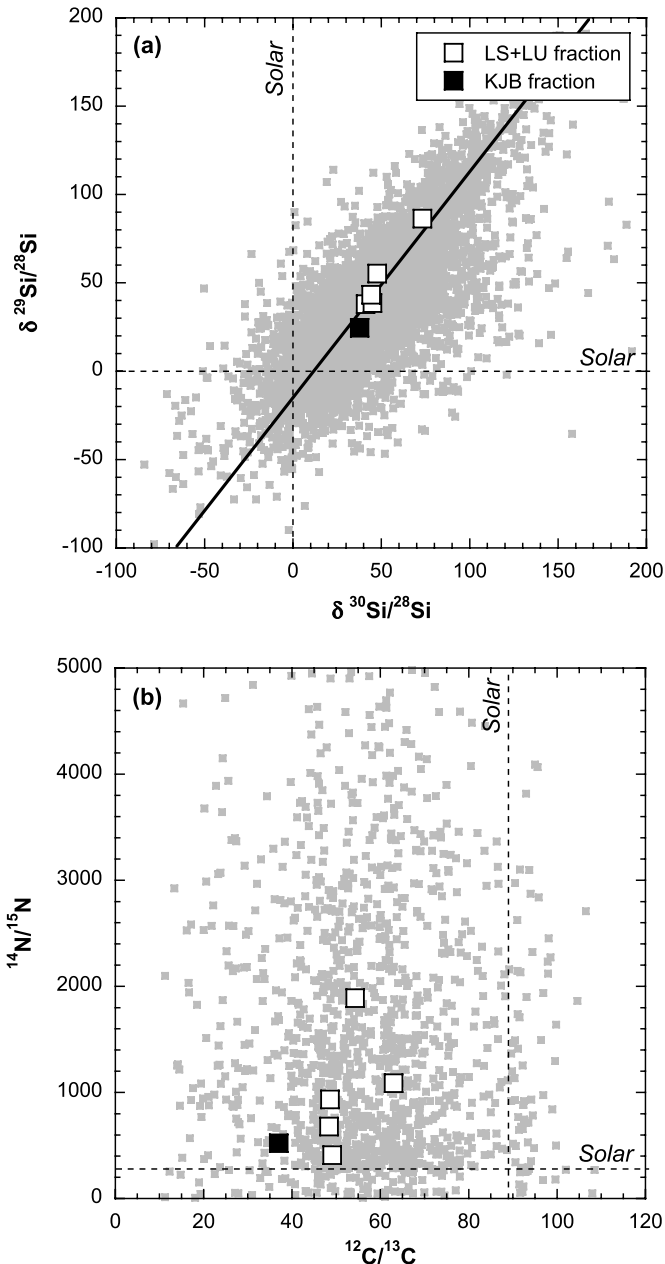 (a)
Solar
LS+LU fraction
KJB fraction
200
150
100
50
0
-50
-100
δ ²⁹Si/²⁸Si
Solar
-100 -50 0 50 100 150 200
δ ³⁰Si/²⁸Si
(b)
Solar
5000
4000
3000
2000
1000
0
¹⁴N/¹⁵N
Solar
0 20 40 60 80 100 120
¹²C/¹³C